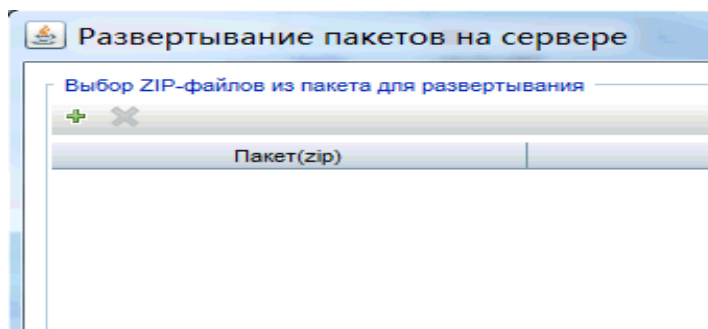 Развертывание пакетов на сервере
Выбор ZIP-файлов из пакета для развертывания
Пакет(zip)